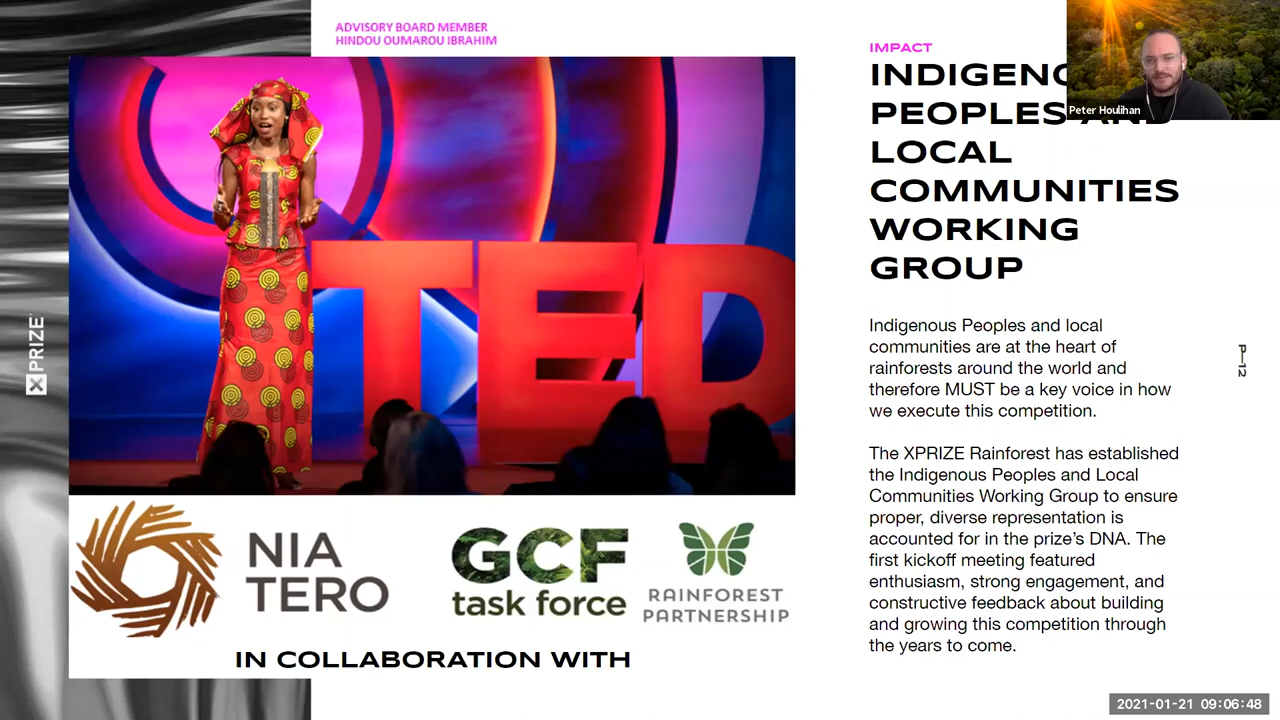 ADVISORY BOARD MEMBER
HINDOU OUMAROU IBRAHIM
XPRIZE
TED
NIA
TERO
GCF
task force
RAINFOREST
PARTNERSHIP
IN COLLABORATION WITH
IMPACT
PEOPLES AND
LOCAL
COMMUNITIES
WORKING
GROUP
Indigenous Peoples and local
communities are at the heart of
rainforests around the world and
therefore MUST be a key voice in how
we execute this competition.
The XPRIZE Rainforest has established
the Indigenous Peoples and Local
Communities Working Group to ensure
proper, diverse representation is
accounted for in the prize's DNA. The
first kickoff meeting featured
enthusiasm, strong engagement, and
constructive feedback about building
and growing this competition through
the years to come.
P—12
Peter Houlihan
2021-01-21 09:06:48